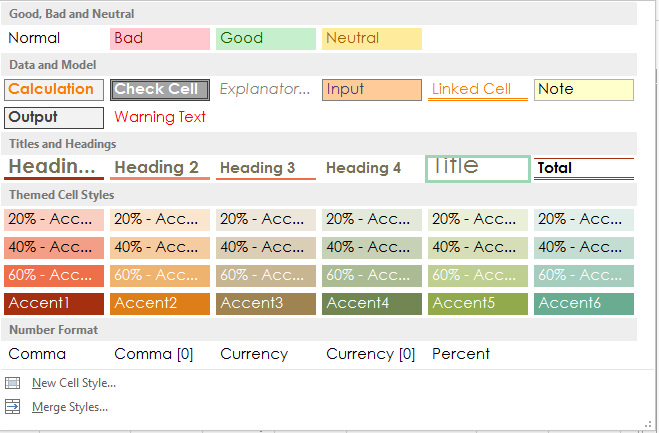 Good, Bad and Neutral
Normal Bad Good Neutral
Data and Model
Calculation Check Cell Explanator... Input Linked Cell Note
Output Warning Text
Titles and Headings
Headin... Heading 2 Heading 3 Heading 4 Title Total
Themed Cell Styles
20% - Acc... 20% - Acc... 20% - Acc... 20% - Acc... 20% - Acc... 20% - Acc...
40% - Acc... 40% - Acc... 40% - Acc... 40% - Acc... 40% - Acc... 40% - Acc...
60% - Acc... 60% - Acc... 60% - Acc... 60% - Acc... 60% - Acc... 60% - Acc...
Accent1 Accent2 Accent3 Accent4 Accent5 Accent6
Number Format
Comma Comma [0] Currency Currency [0] Percent
New Cell Style...
Merge Styles...